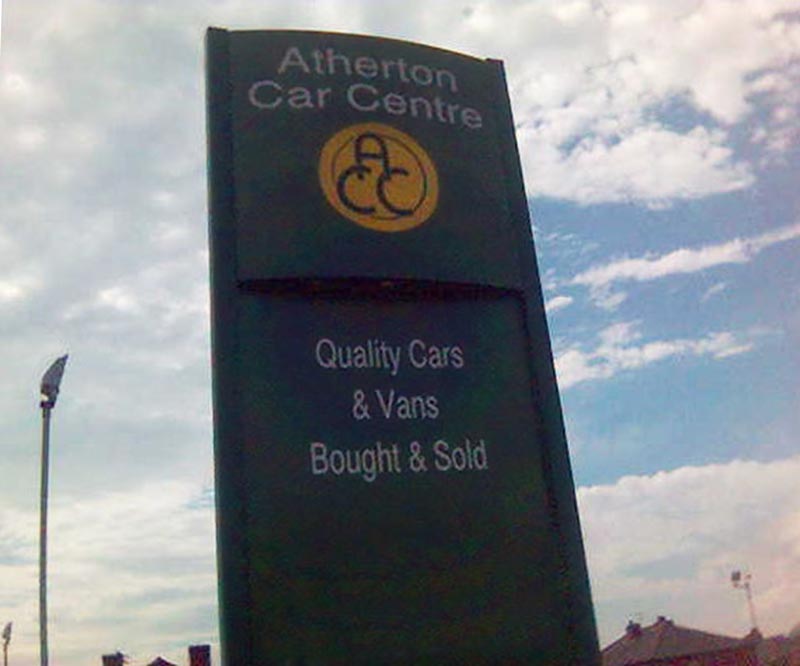 Atherton
Car Centre
ACC
Quality Cars
& Vans
Bought & Sold